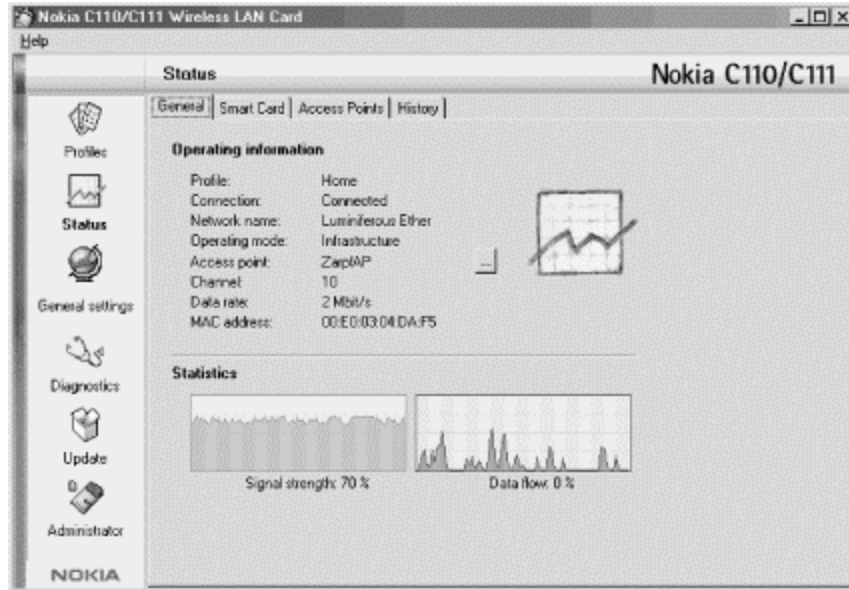 Nokia C110/C111 Wireless LAN Card
Help
Status
Nokia C110/C111
General Smart Card Access Points History
Profiles
Status
General settings
Diagnostics
Update
Administrator
NOKIA
Operating information
Profile: Home
Connection: Connected
Network name: Luminiferous Ether
Operating mode: Infrastructure
Access point: Zarpl/AP
Channel: 10
Data rate: 2 Mbit/s
MAC address: 00:E0:03:04:DA:F5
...
Statistics
Signal strength: 70 %
Data flow: 0 %